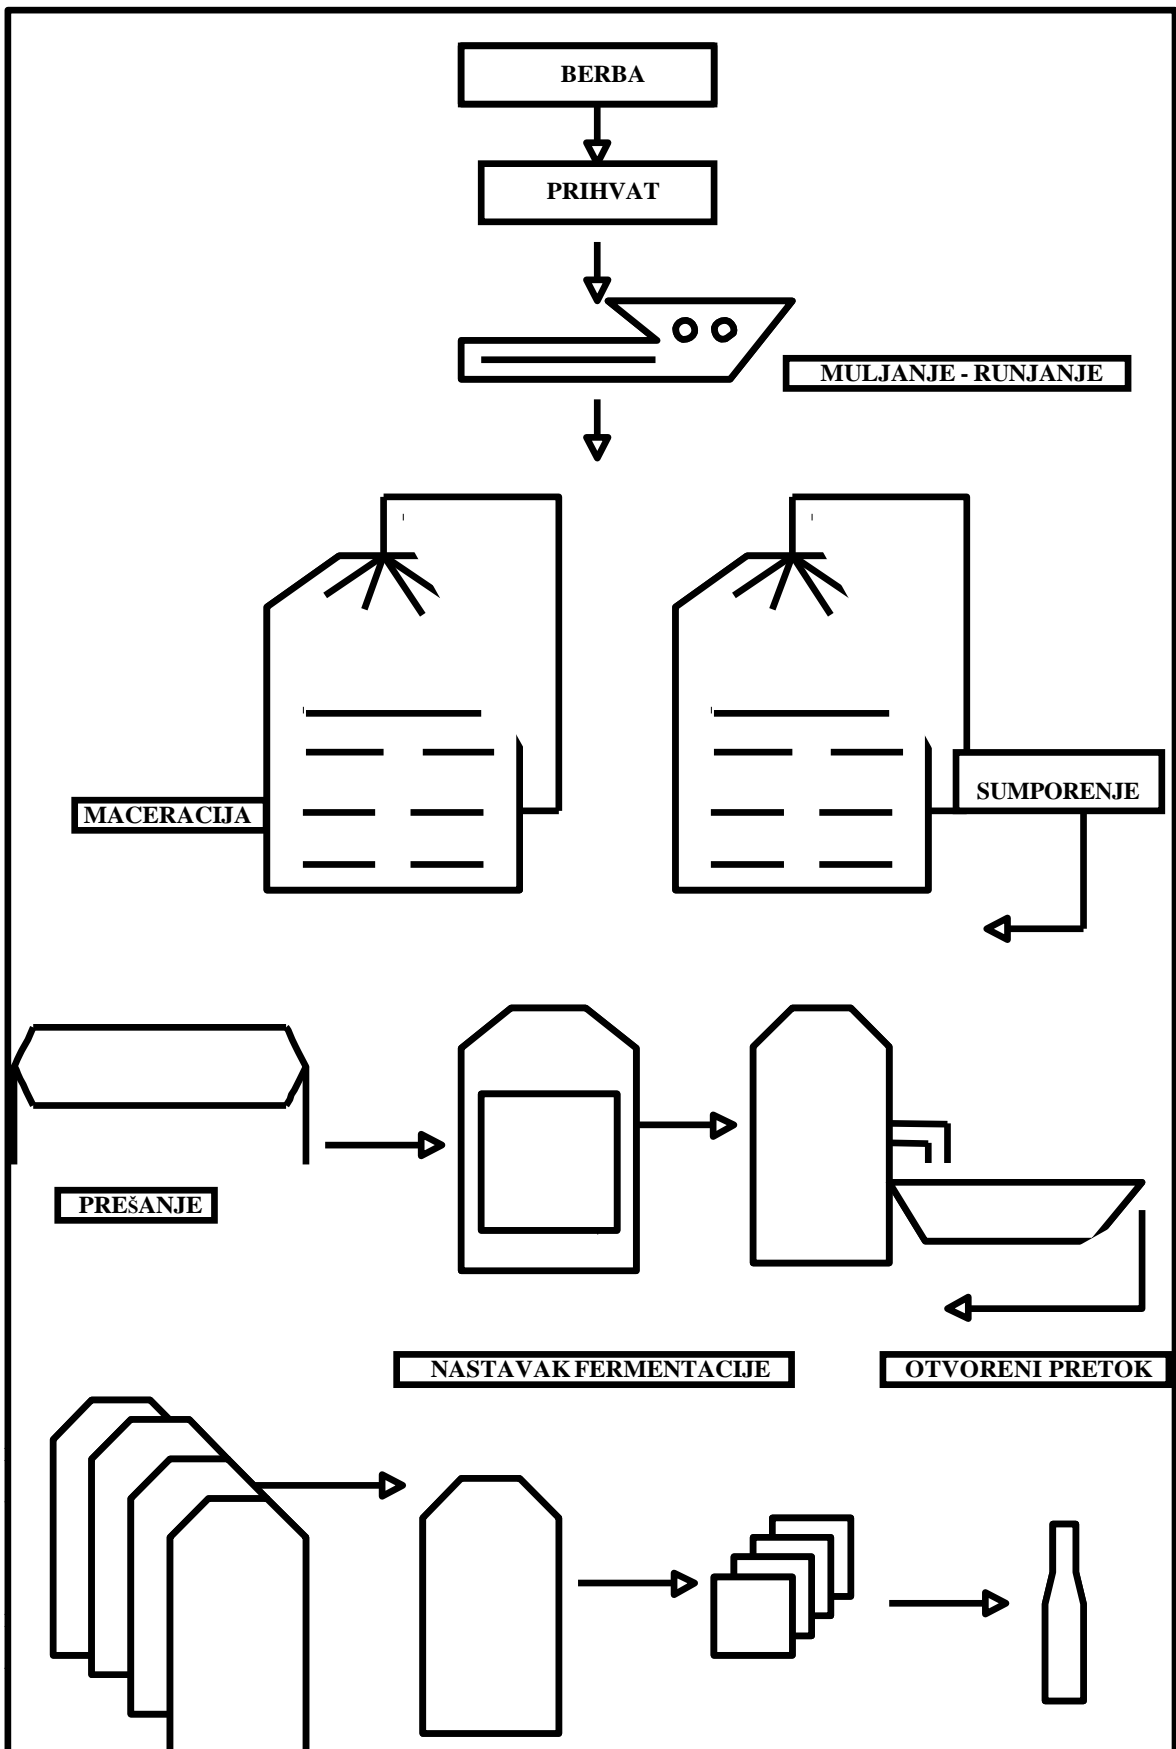 BERBA
PRIHVAT
MULJANJE - RUNJANJE
MACERACIJA
SUMPORENJE
PREŠANJE
NASTAVAK FERMENTACIJE
OTVORENI PRETOK